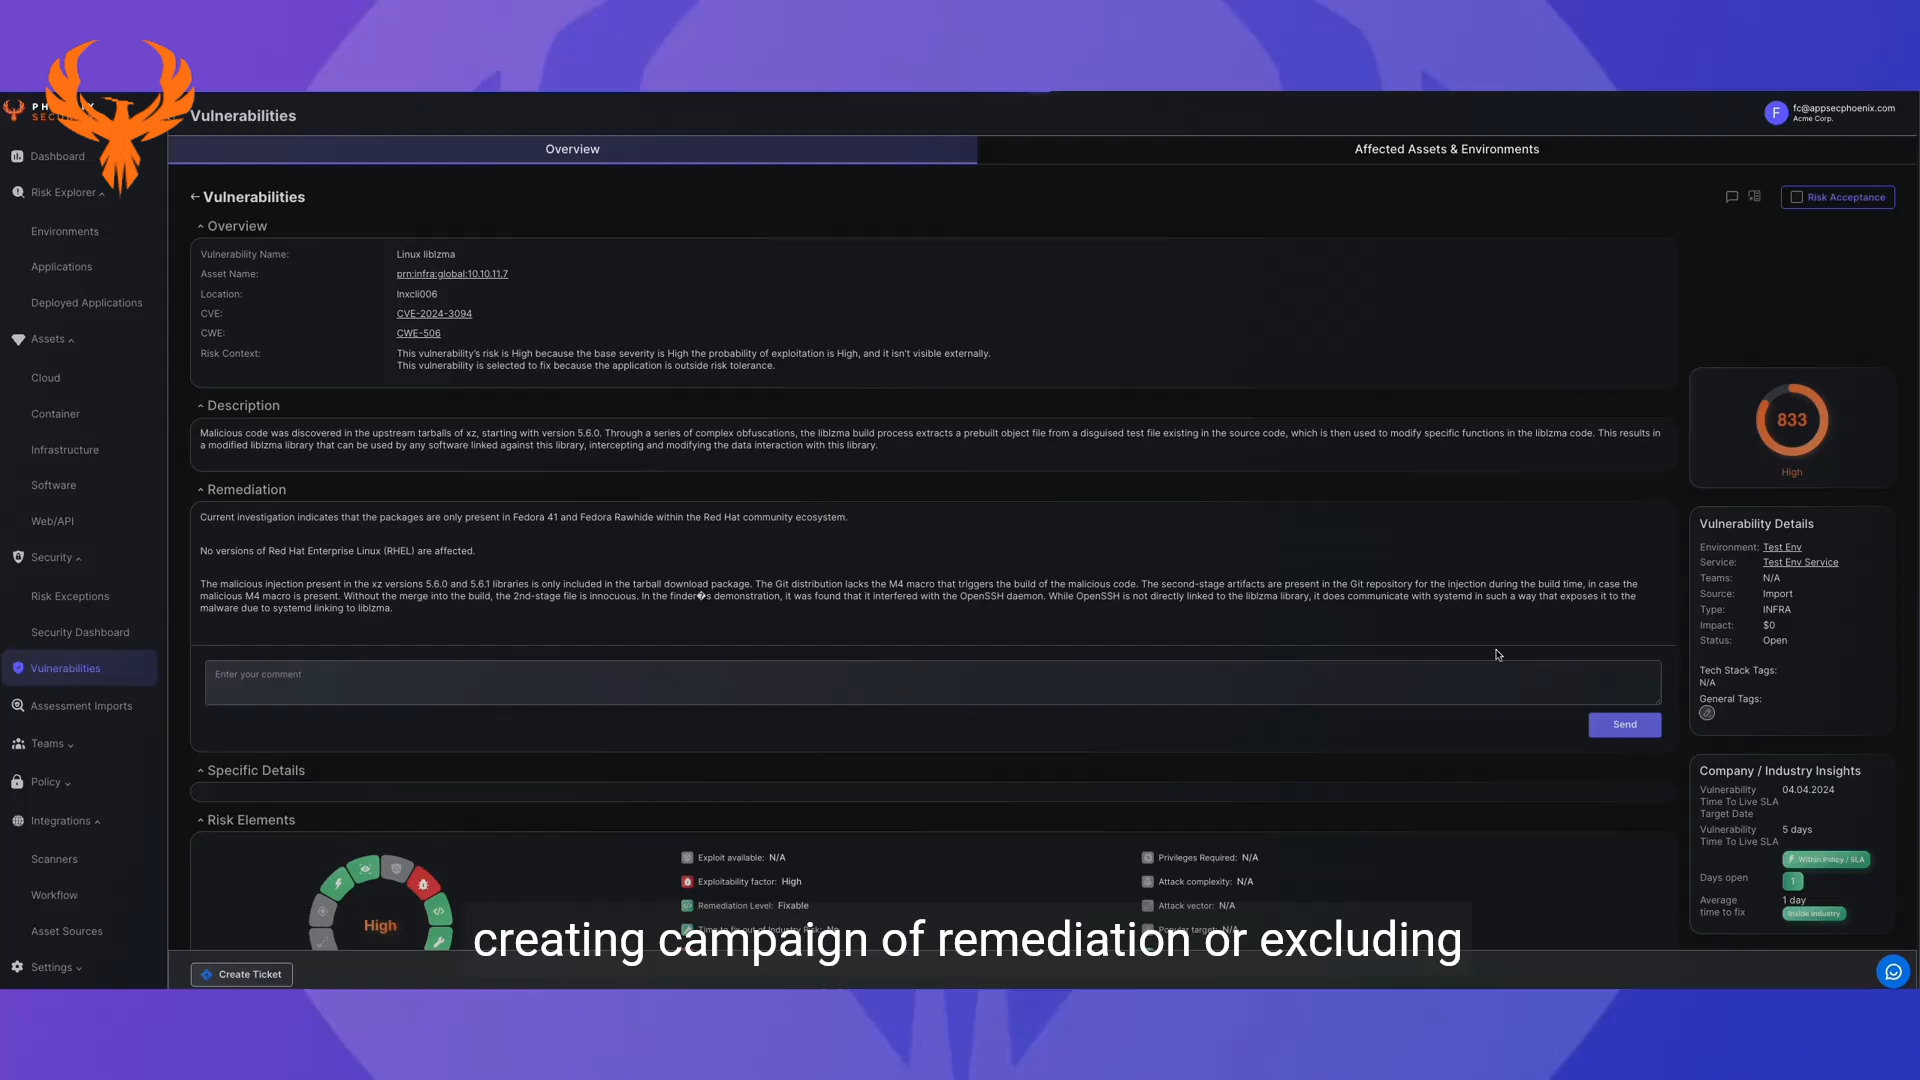 PH
SEC
Vulnerabilities
F
fc@appsecphoenix.com
Acme Corp.
Dashboard
Risk Explorer
Environments
Applications
Deployed Applications
Assets
Cloud
Container
Infrastructure
Software
Web/API
Security
Risk Exceptions
Security Dashboard
Vulnerabilities
Assessment Imports
Teams
Policy
Integrations
Scanners
Workflow
Asset Sources
Settings
Overview
Affected Assets & Environments
Vulnerabilities
Risk Acceptance
Overview
Vulnerability Name: Linux liblzma
Asset Name: prn:infra:global:10.10.11.7
Location: lnxcli006
CVE: CVE-2024-3094
CWE: CWE-506
Risk Context: This vulnerability's risk is High because the base severity is High the probability of exploitation is High, and it isn't visible externally.
This vulnerability is selected to fix because the application is outside risk tolerance.
Description
Malicious code was discovered in the upstream tarballs of xz, starting with version 5.6.0. Through a series of complex obfuscations, the liblzma build process extracts a prebuilt object file from a disguised test file existing in the source code, which is then used to modify specific functions in the liblzma code. This results in
a modified liblzma library that can be used by any software linked against this library, intercepting and modifying the data interaction with this library.
Remediation
Current investigation indicates that the packages are only present in Fedora 41 and Fedora Rawhide within the Red Hat community ecosystem.
No versions of Red Hat Enterprise Linux (RHEL) are affected.
The malicious injection present in the xz versions 5.6.0 and 5.6.1 libraries is only included in the tarball download package. The Git distribution lacks the M4 macro that triggers the build of the malicious code. The second-stage artifacts are present in the Git repository for the injection during the build time, in case the
malicious M4 macro is present. Without the merge into the build, the 2nd-stage file is innocuous. In the finder�s demonstration, it was found that it interfered with the OpenSSH daemon. While OpenSSH is not directly linked to the liblzma library, it does communicate with systemd in such a way that exposes it to the
malware due to systemd linking to liblzma.
Enter your comment
Send
Specific Details
Risk Elements
High
Exploit available: N/A
Exploitability factor: High
Remediation Level: Fixable
Time to fix out of Industry Risk: No
Privileges Required: N/A
Attack complexity: N/A
Attack vector: N/A
Popular target: N/A
Create Ticket
833
High
Vulnerability Details
Environment: Test Env
Service: Test Env Service
Teams: N/A
Source: Import
Type: INFRA
Impact: $0
Status: Open
Tech Stack Tags:
N/A
General Tags:
Company / Industry Insights
Vulnerability 04.04.2024
Time To Live SLA
Target Date
Vulnerability 5 days
Time To Live SLA
Within Policy / SLA
Days open 1
Average 1 day
time to fix Inside Industry
creating campaign of remediation or excluding